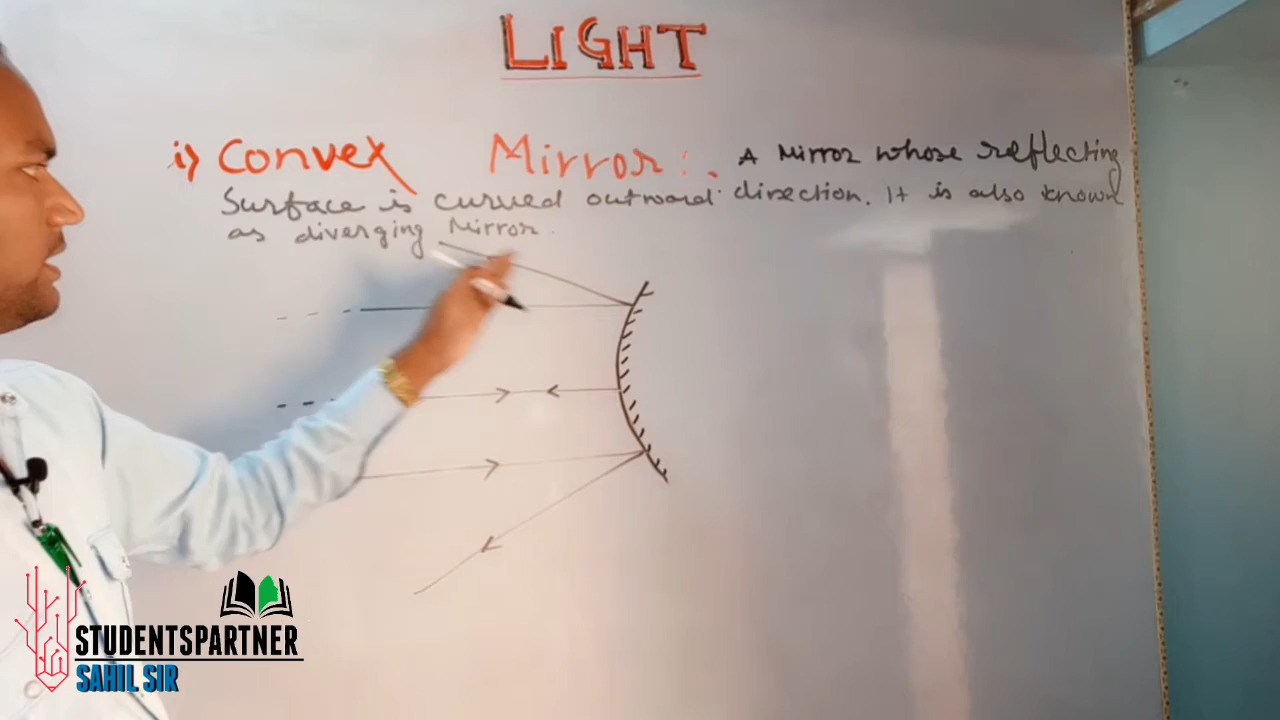 LIGHT
i) Convex Mirror :. A Mirror whose reflecting
Surface is curved outward direction. It is also known
as diverging Mirror.
STUDENTSPARTNER
SAHIL SIR